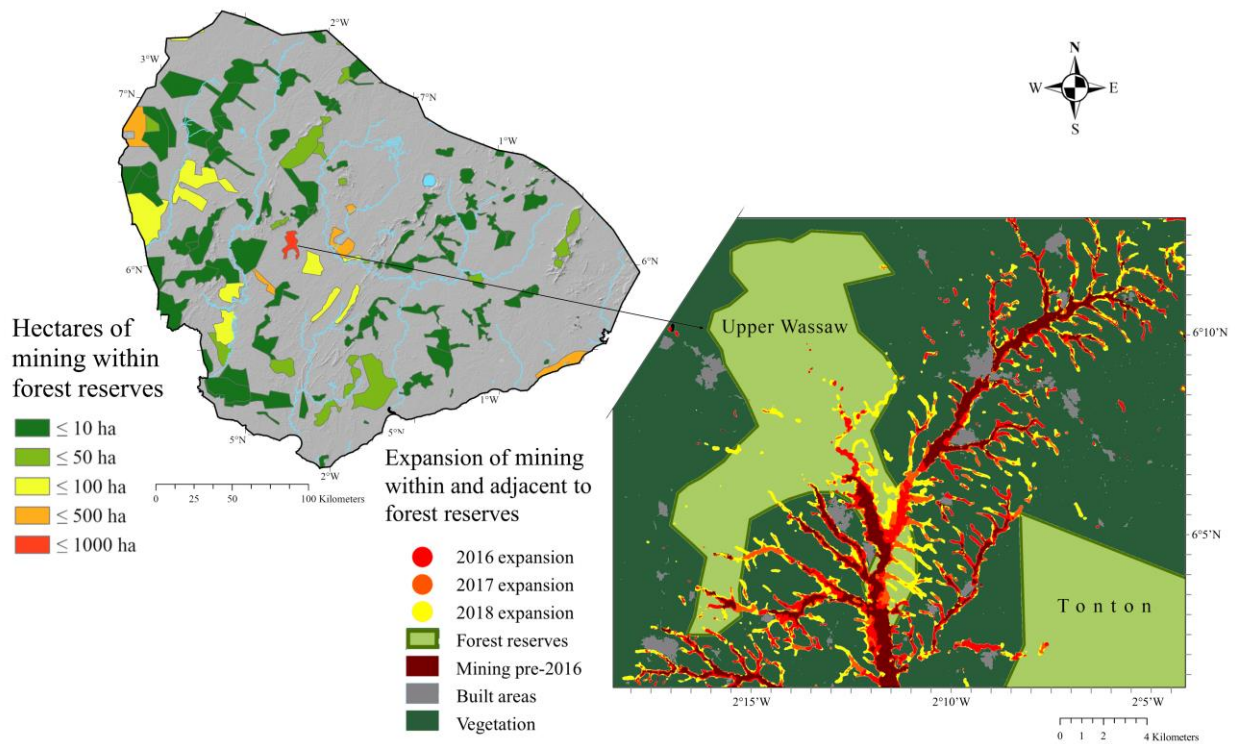 2°W
3°W
7°N
7°N
1°W
6°N
6°N
1°W
5°N
5°N
2°W
N
W E
S
Hectares of
mining within
forest reserves
≤ 10 ha
≤ 50 ha
≤ 100 ha
≤ 500 ha
≤ 1000 ha
0 25 50 100 Kilometers
Expansion of mining
within and adjacent to
forest reserves
2016 expansion
2017 expansion
2018 expansion
Forest reserves
Mining pre-2016
Built areas
Vegetation
Upper Wassaw
Tonton
6°10'N
6°5'N
2°15'W 2°10'W 2°5'W
0 1 2 4 Kilometers